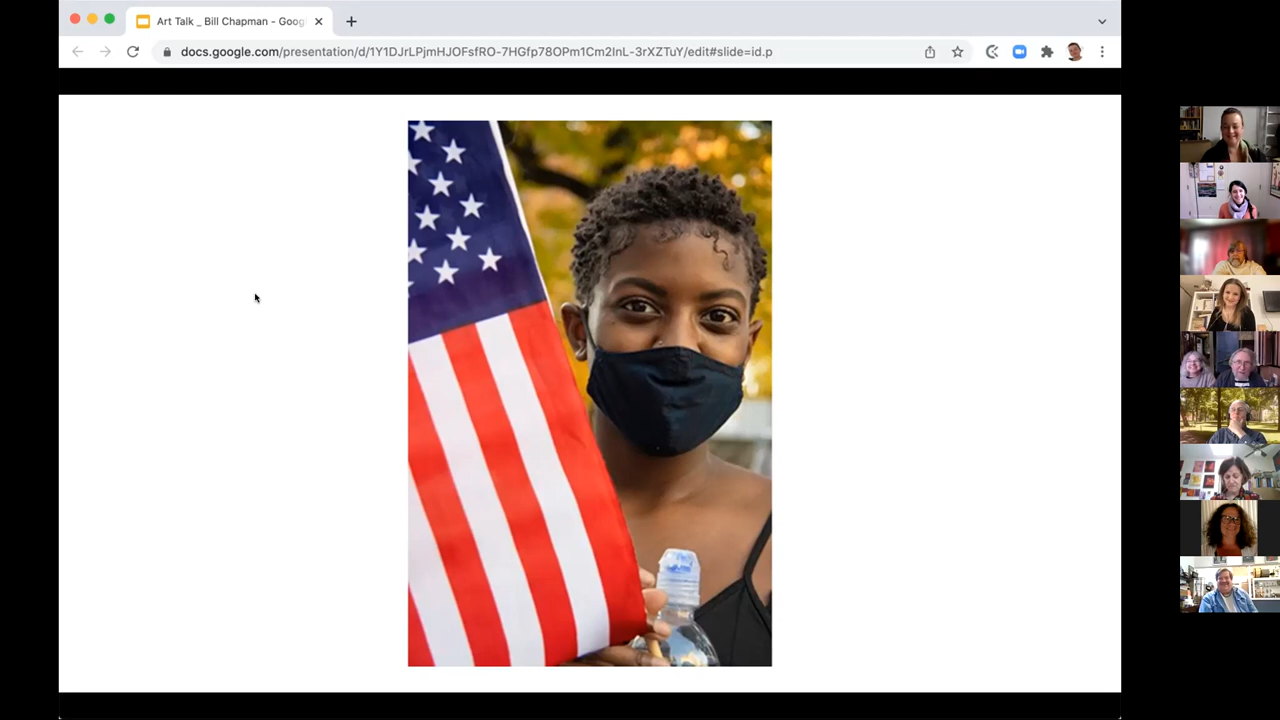 Art Talk _ Bill Chapman - Goog
docs.google.com/presentation/d/1Y1DJrLPjmHJOFsfRO-7HGfp78OPm1Cm2InL-3rXZTuY/edit#slide=id.p